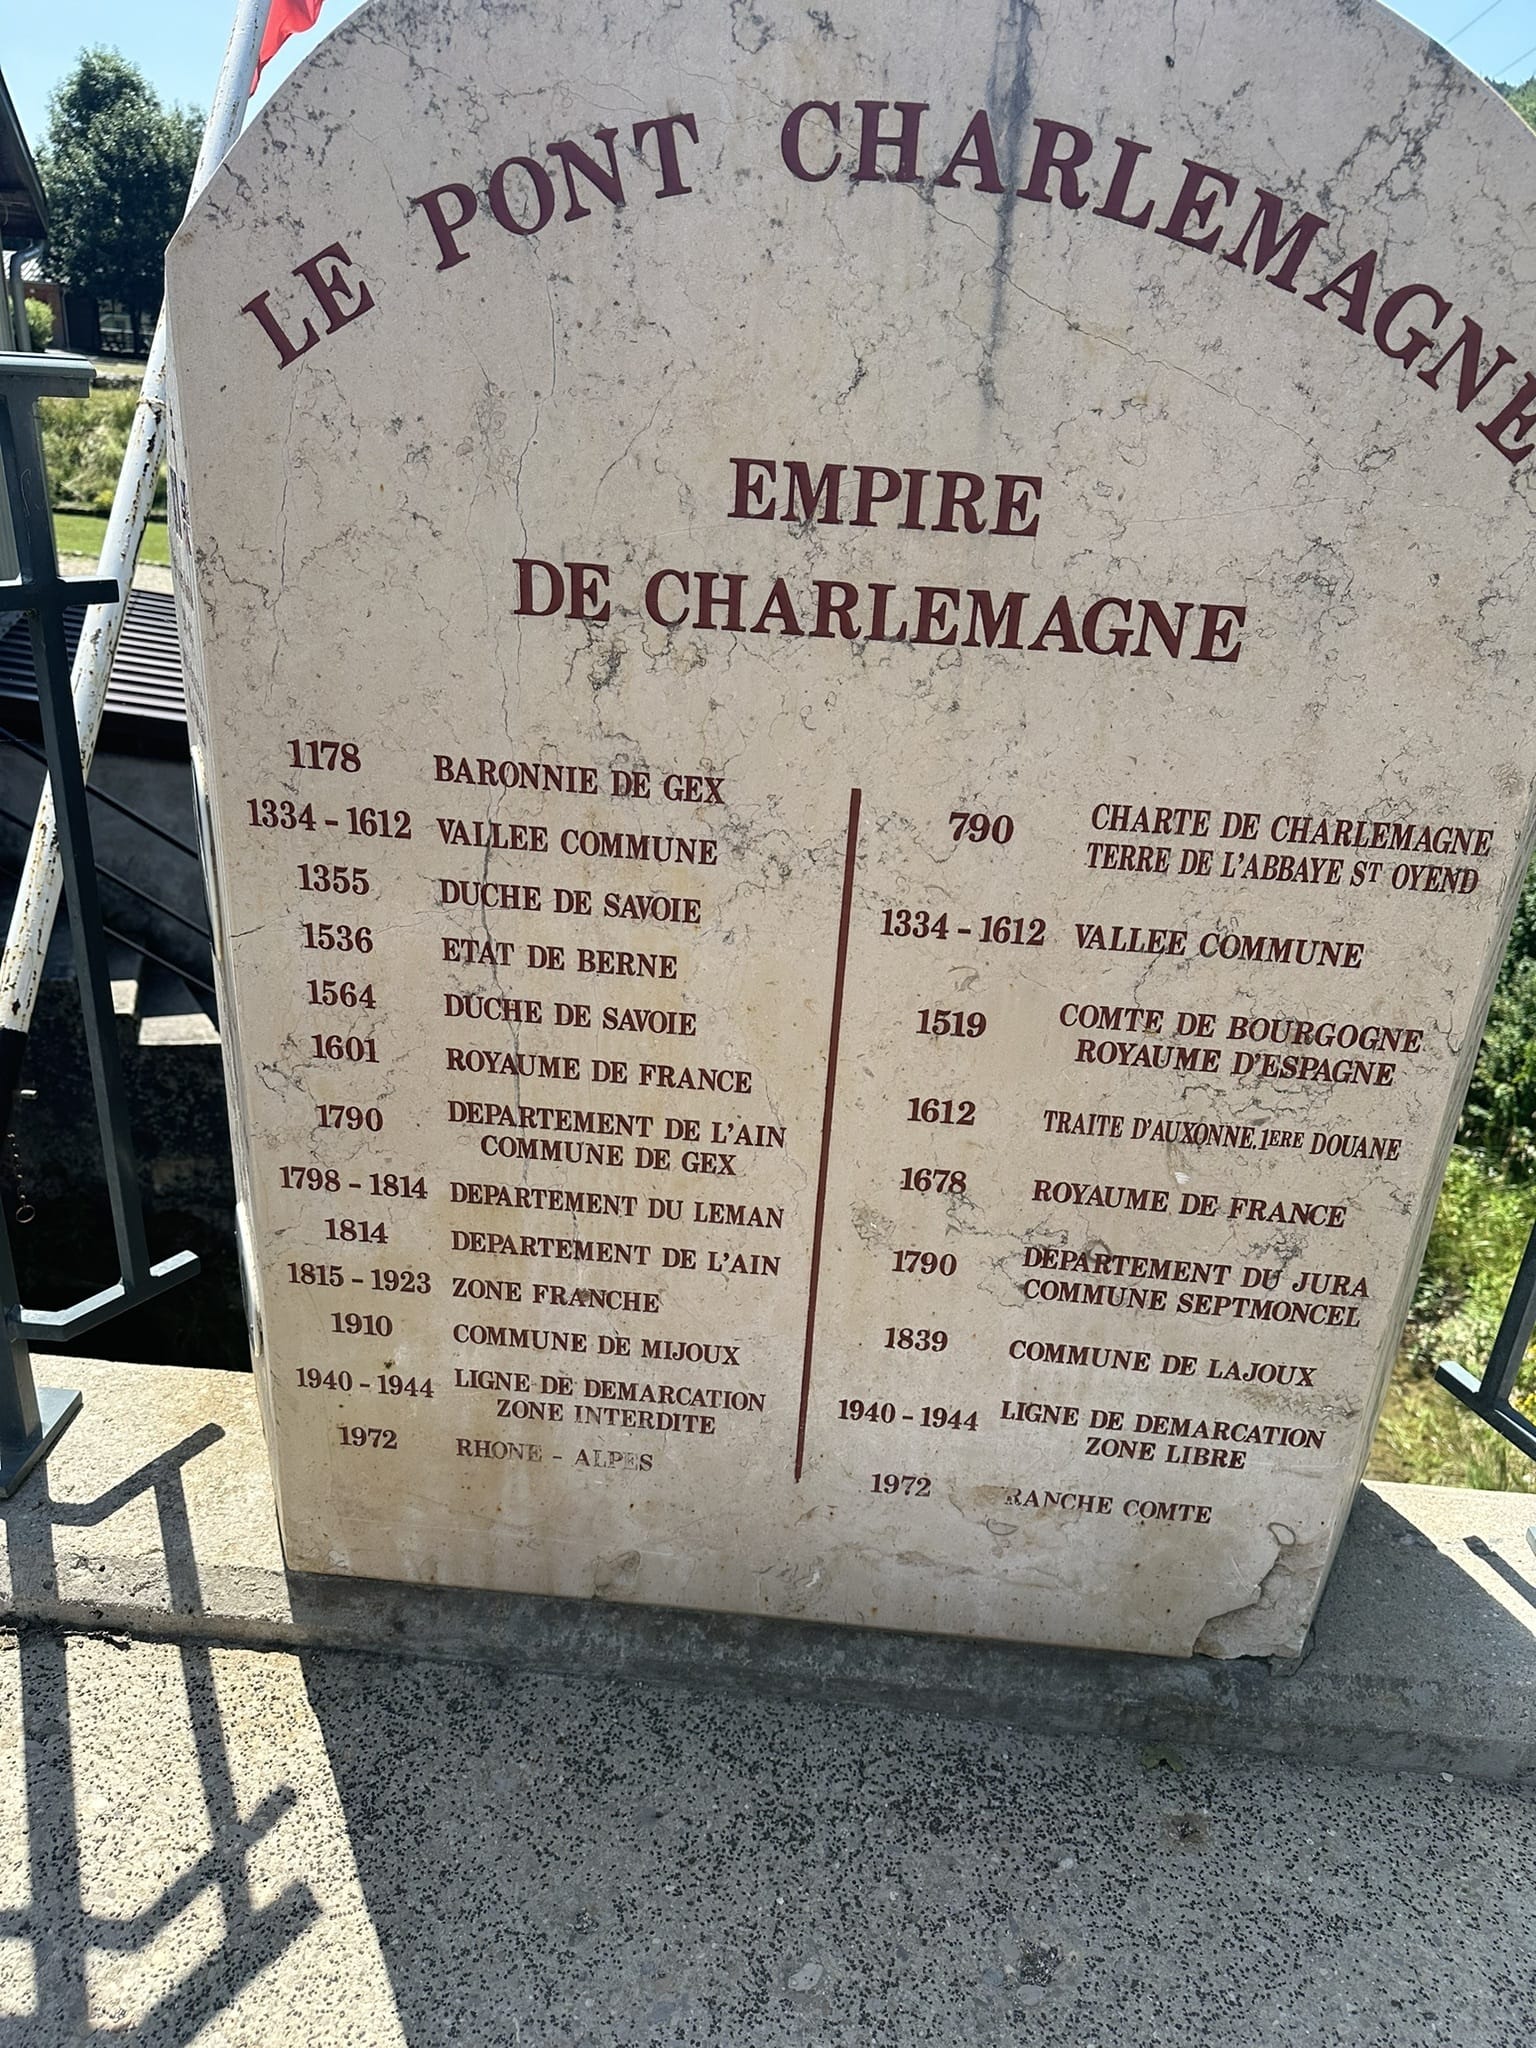 LE PONT CHARLEMAGNE
EMPIRE
DE CHARLEMAGNE
1178 BARONNIE DE GEX
1334 - 1612 VALLEE COMMUNE
1355 DUCHE DE SAVOIE
1536 ETAT DE BERNE
1564 DUCHE DE SAVOIE
1601 ROYAUME DE FRANCE
1790 DEPARTEMENT DE L'AIN
COMMUNE DE GEX
1798 - 1814 DEPARTEMENT DU LEMAN
1814 DEPARTEMENT DE L'AIN
1815 - 1923 ZONE FRANCHE
1910 COMMUNE DE MIJOUX
1940 - 1944 LIGNE DE DEMARCATION
ZONE INTERDITE
1972 RHONE - ALPES
790 CHARTE DE CHARLEMAGNE
TERRE DE L'ABBAYE ST OYEND
1334 - 1612 VALLEE COMMUNE
1519 COMTE DE BOURGOGNE
ROYAUME D'ESPAGNE
1612 TRAITE D'AUXONNE.1ERE DOUANE
1678 ROYAUME DE FRANCE
1790 DEPARTEMENT DU JURA
COMMUNE SEPTMONCEL
1839 COMMUNE DE LAJOUX
1940 - 1944 LIGNE DE DEMARCATION
ZONE LIBRE
1972 RANCHE COMTE